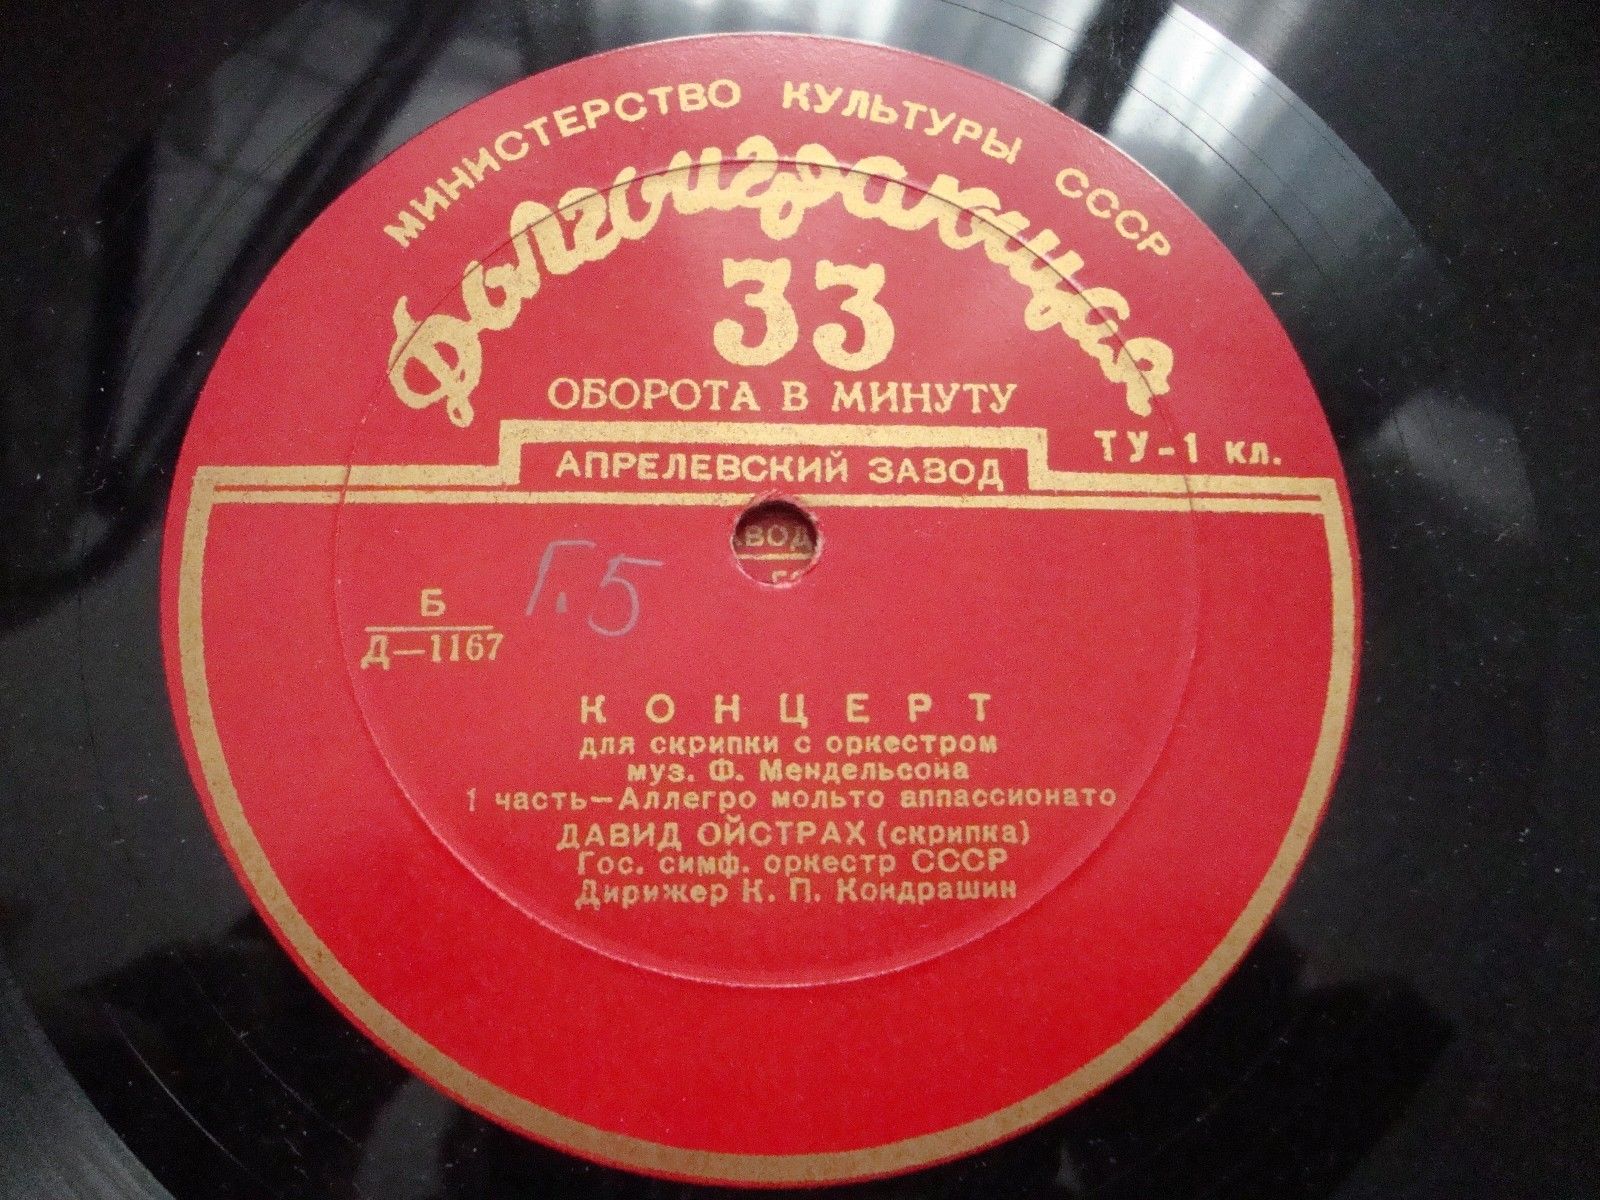 МИНИСТЕРСТВО КУЛЬТУРЫ СССР
Долгоиграющая
33
ОБОРОТА В МИНУТУ
АПРЕЛЕВСКИЙ ЗАВОД
ТУ-1 кл.
Г.5
Б
Д—1167
КОНЦЕРТ
для скрипки с оркестром
муз. Ф. Мендельсона
1 часть—Аллегро мольто аппассионато
ДАВИД ОЙСТРАХ (скрипка)
Гос. симф. оркестр СССР
Дирижер К. П. Кондрашин